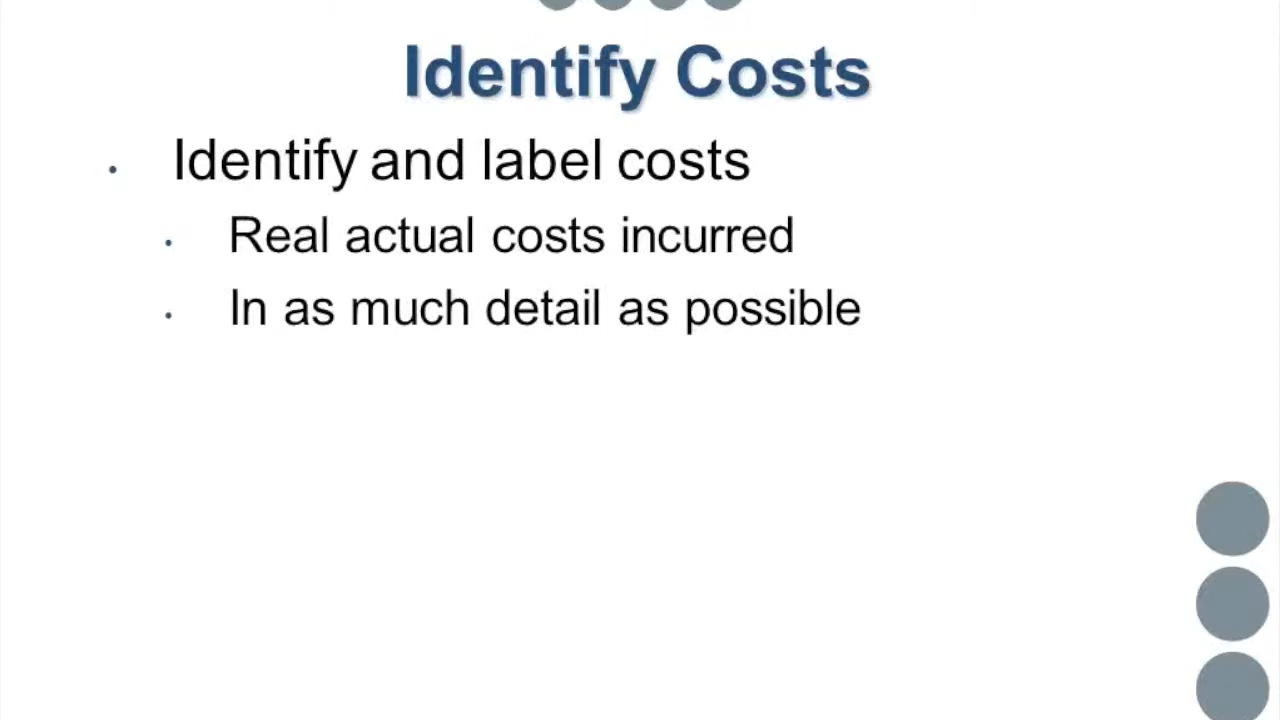 Identify Costs
• Identify and label costs
• Real actual costs incurred
• In as much detail as possible